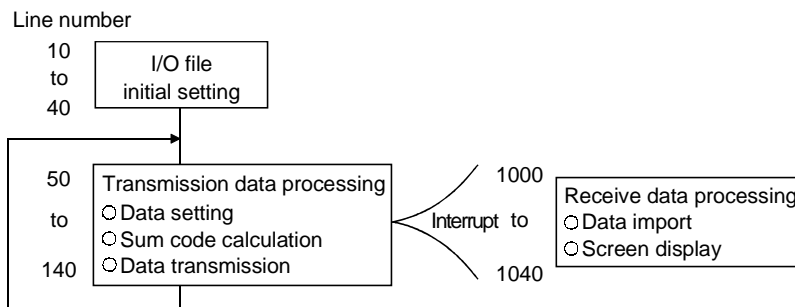 Line number
10
to
40
I/O file
initial setting
50
to
140
Transmission data processing
○ Data setting
○ Sum code calculation
○ Data transmission
Interrupt
1000
to
1040
Receive data processing
○ Data import
○ Screen display